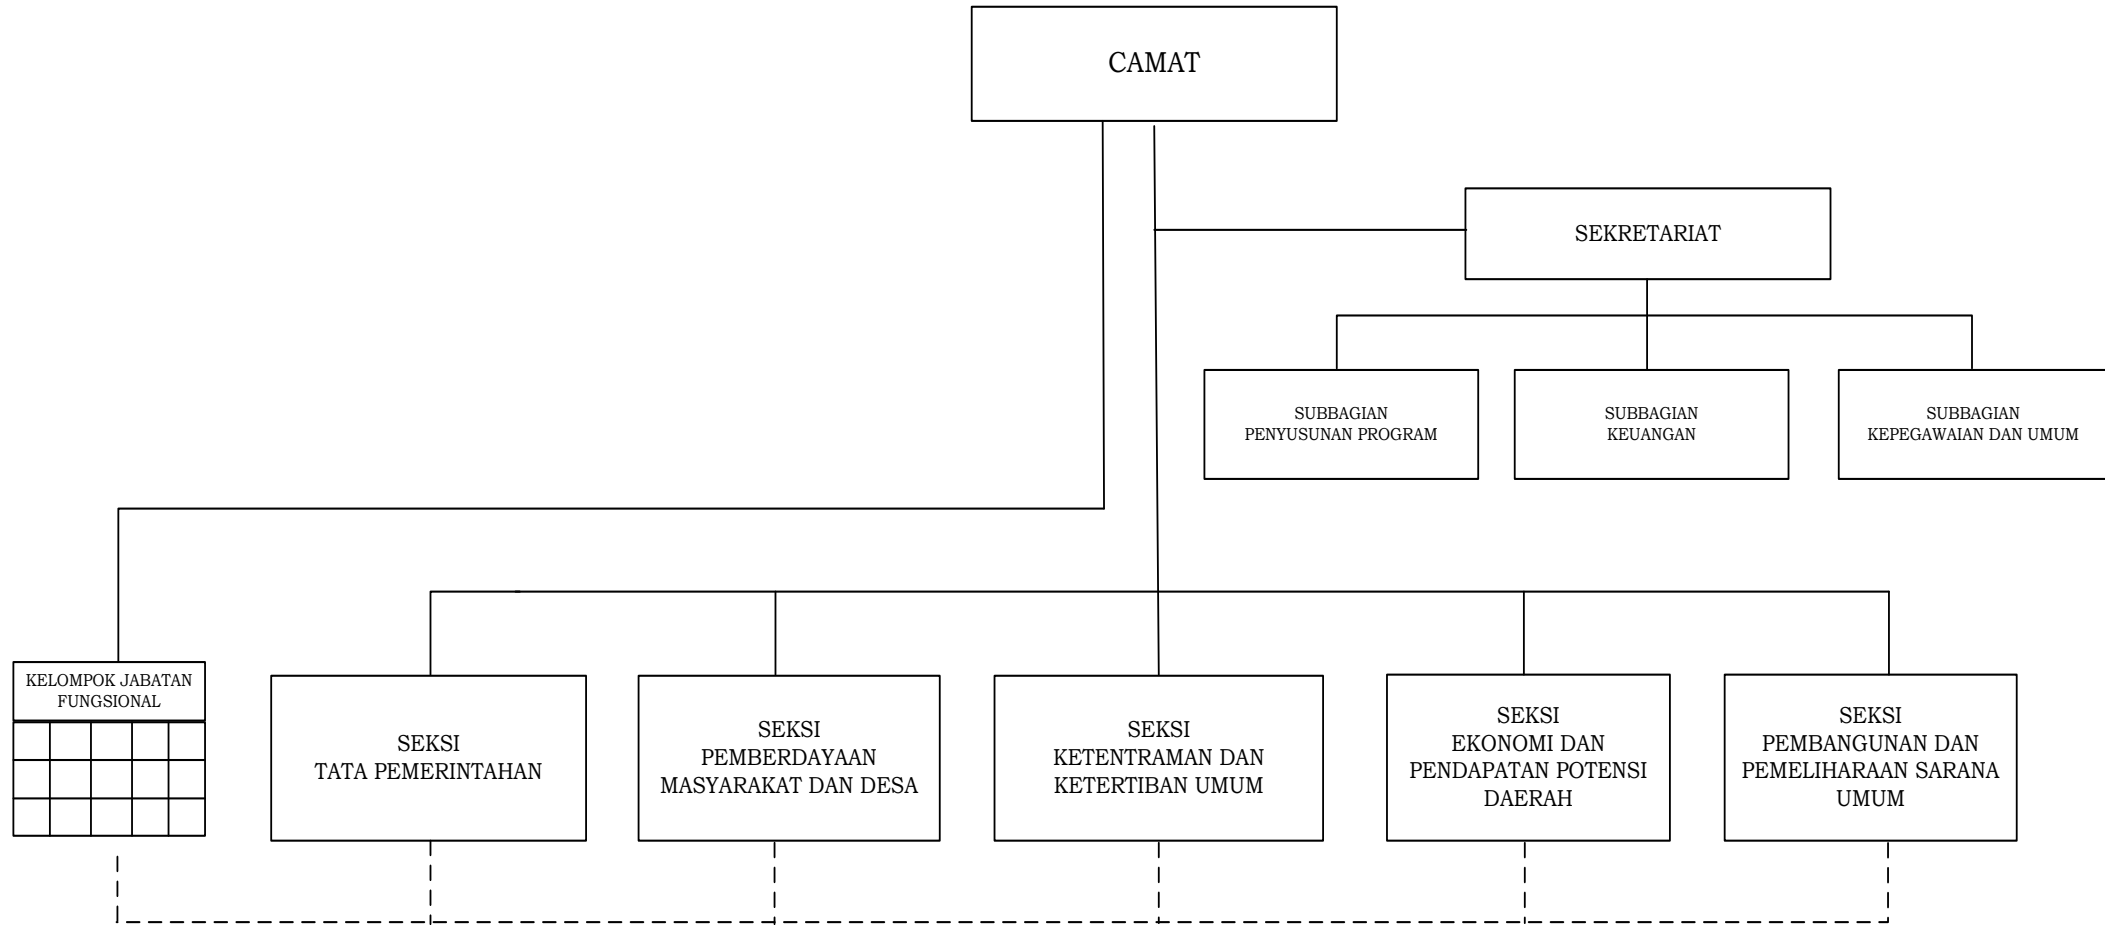 CAMAT
SEKRETARIAT
SUBBAGIAN
PENYUSUNAN PROGRAM
SUBBAGIAN
KEUANGAN
SUBBAGIAN
KEPEGAWAIAN DAN UMUM
KELOMPOK JABATAN
FUNGSIONAL
SEKSI
TATA PEMERINTAHAN
SEKSI
PEMBERDAYAAN
MASYARAKAT DAN DESA
SEKSI
KETENTRAMAN DAN
KETERTIBAN UMUM
SEKSI
EKONOMI DAN
PENDAPATAN POTENSI
DAERAH
SEKSI
PEMBANGUNAN DAN
PEMELIHARAAN SARANA
UMUM